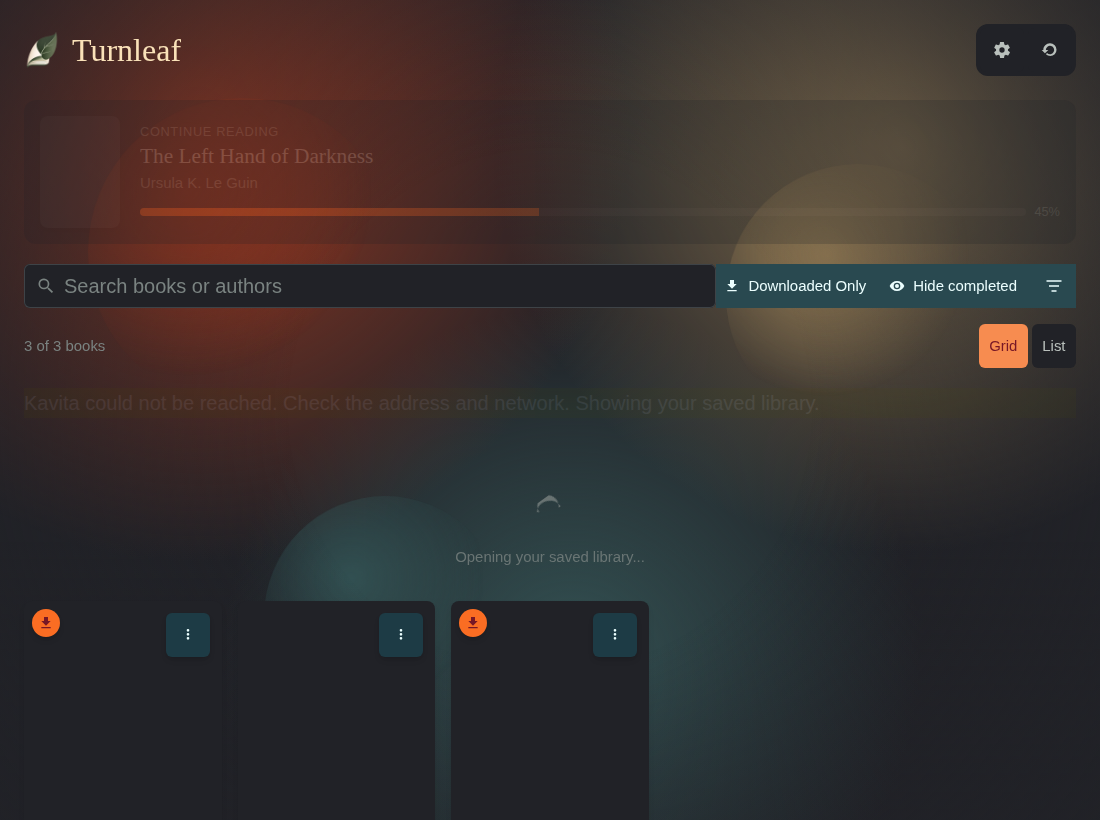 Turnleaf
CONTINUE READING
The Left Hand of Darkness
Ursula K. Le Guin
45%
Search books or authors
Downloaded Only
Hide completed
3 of 3 books
Grid
List
Kavita could not be reached. Check the address and network. Showing your saved library.
Opening your saved library...